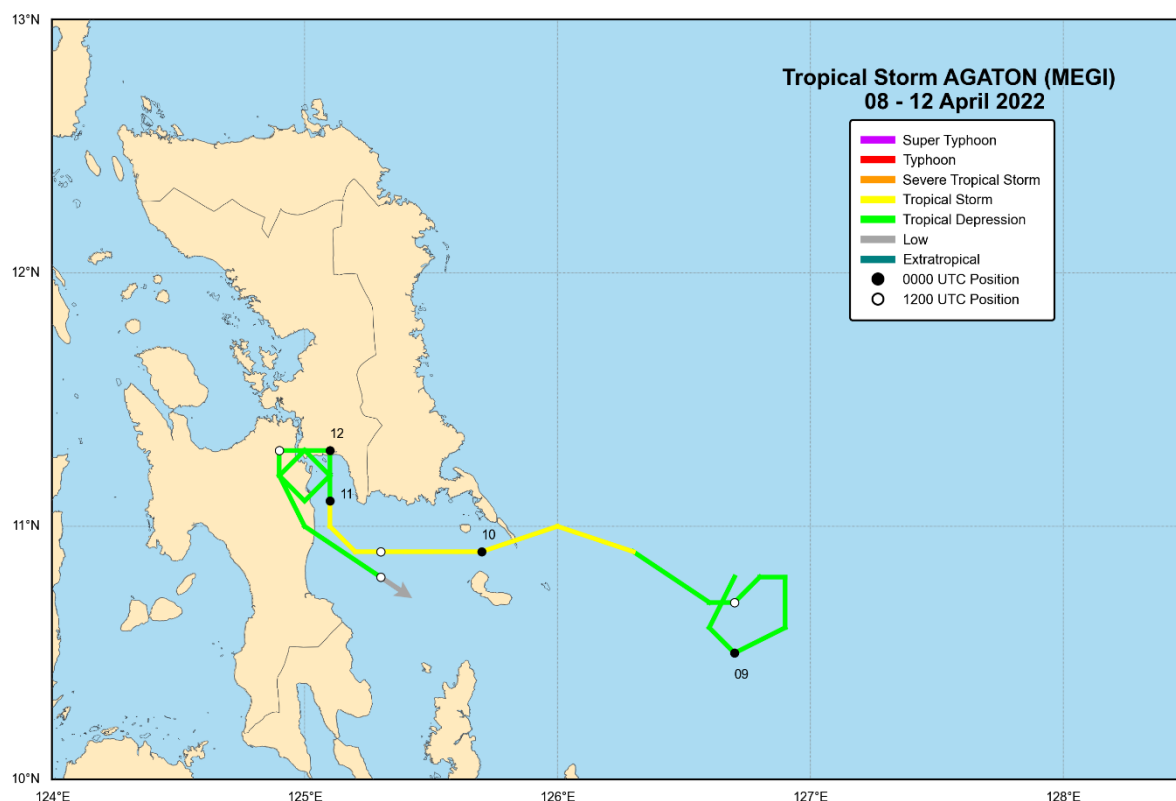 13°N
Tropical Storm AGATON (MEGI)
08 - 12 April 2022
Super Typhoon
Typhoon
Severe Tropical Storm
Tropical Storm
Tropical Depression
Low
Extratropical
0000 UTC Position
1200 UTC Position
12°N
12
11
11°N
10
09
10°N
124°E
125°E
126°E
127°E
128°E